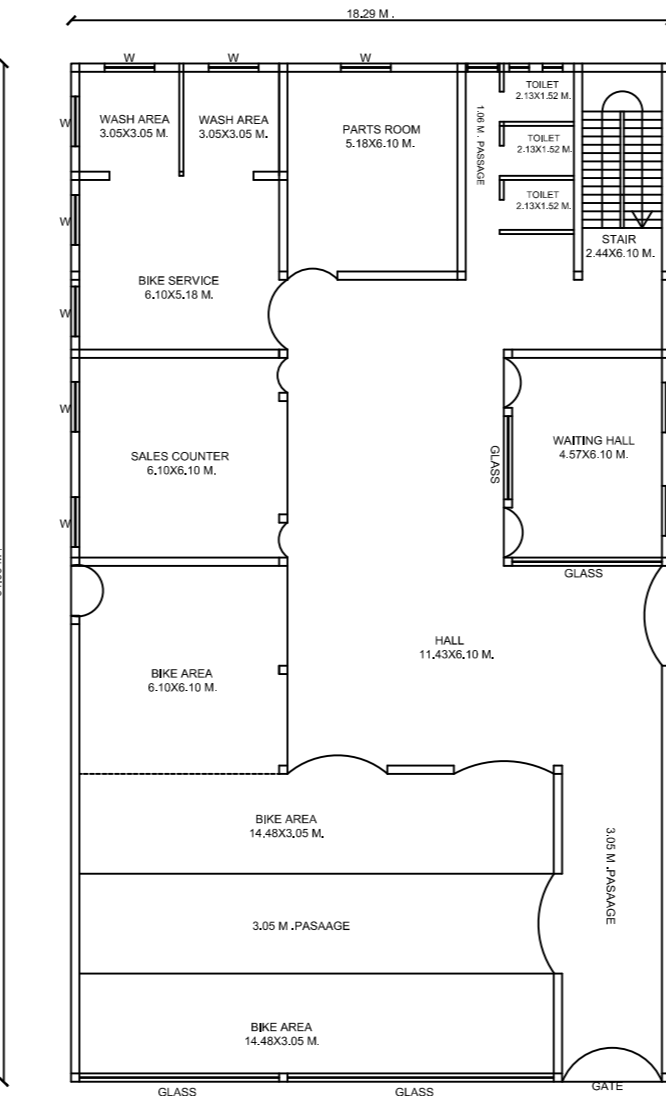 18.29 M .
W
W
W
WASH AREA
3.05X3.05 M.
WASH AREA
3.05X3.05 M.
PARTS ROOM
5.18X6.10 M.
1.06 M . PASSAGE
TOILET
2.13X1.52 M.
TOILET
2.13X1.52 M.
TOILET
2.13X1.52 M.
STAIR
2.44X6.10 M.
W
W
W
BIKE SERVICE
6.10X5.18 M.
W
W
SALES COUNTER
6.10X6.10 M.
GLASS
WAITING HALL
4.57X6.10 M.
GLASS
BIKE AREA
6.10X6.10 M.
HALL
11.43X6.10 M.
BIKE AREA
14.48X3.05 M.
3.05 M .PASAAGE
3.05 M .PASAAGE
BIKE AREA
14.48X3.05 M.
GLASS
GLASS
GATE